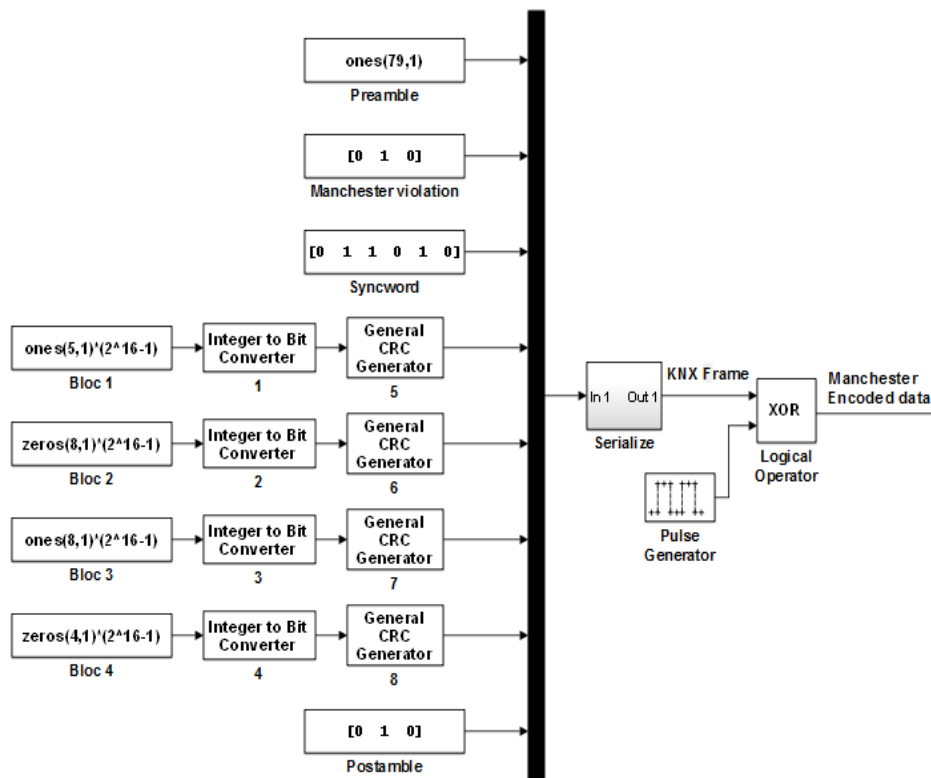 ones(79,1)
Preamble
[0 1 0]
Manchester violation
[0 1 1 0 1 0]
Syncword
ones(5,1)*(2^16-1)
Bloc 1
Integer to Bit
Converter
1
General
CRC
Generator
5
zeros(8,1)*(2^16-1)
Bloc 2
Integer to Bit
Converter
2
General
CRC
Generator
6
ones(8,1)*(2^16-1)
Bloc 3
Integer to Bit
Converter
3
General
CRC
Generator
7
zeros(4,1)*(2^16-1)
Bloc 4
Integer to Bit
Converter
4
General
CRC
Generator
8
[0 1 0]
Postamble
In 1 Out 1
Serialize
KNX Frame
XOR
Logical
Operator
Pulse
Generator
Manchester
Encoded data